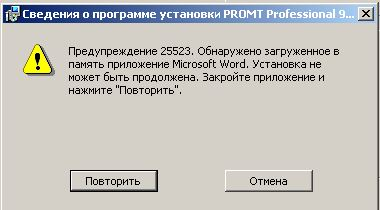 Сведения о программе установки PROMT Professional 9...
Предупреждение 25523. Обнаружено загруженное в
память приложение Microsoft Word. Установка не
может быть продолжена. Закройте приложение и
нажмите "Повторить".
Повторить
Отмена